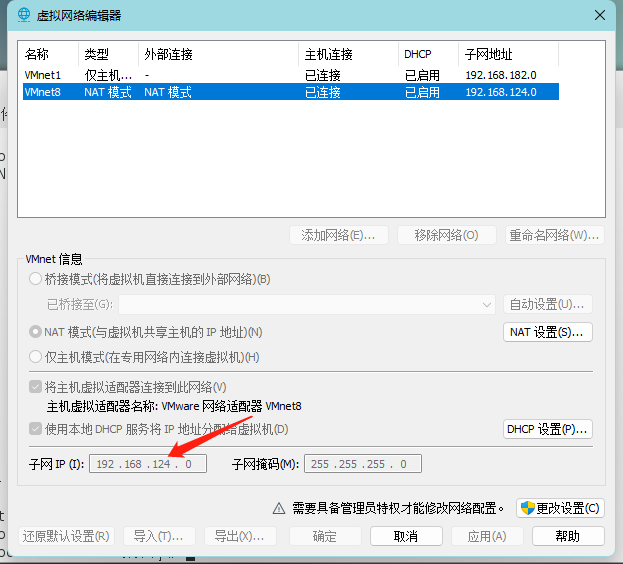 虚拟网络编辑器
名称 类型 外部连接 主机连接 DHCP 子网地址
VMnet1 仅主机... - 已连接 已启用 192.168.182.0
VMnet8 NAT 模式 NAT 模式 已连接 已启用 192.168.124.0
添加网络(E)... 移除网络(O) 重命名网络(W)...
VMnet 信息
桥接模式(将虚拟机直接连接到外部网络)(B)
已桥接至(G): 自动设置(U)...
NAT 模式(与虚拟机共享主机的 IP 地址)(N) NAT 设置(S)...
仅主机模式(在专用网络内连接虚拟机)(H)
将主机虚拟适配器连接到此网络(V)
主机虚拟适配器名称: VMware 网络适配器 VMnet8
使用本地 DHCP 服务将 IP 地址分配给虚拟机(D) DHCP 设置(P)...
子网 IP (I): 192 .168 .124 . 0 子网掩码(M): 255 .255 .255 . 0
需要具备管理员特权才能修改网络配置。 更改设置(C)
还原默认设置(R) 导入(T)... 导出(X)... 确定 取消 应用(A) 帮助